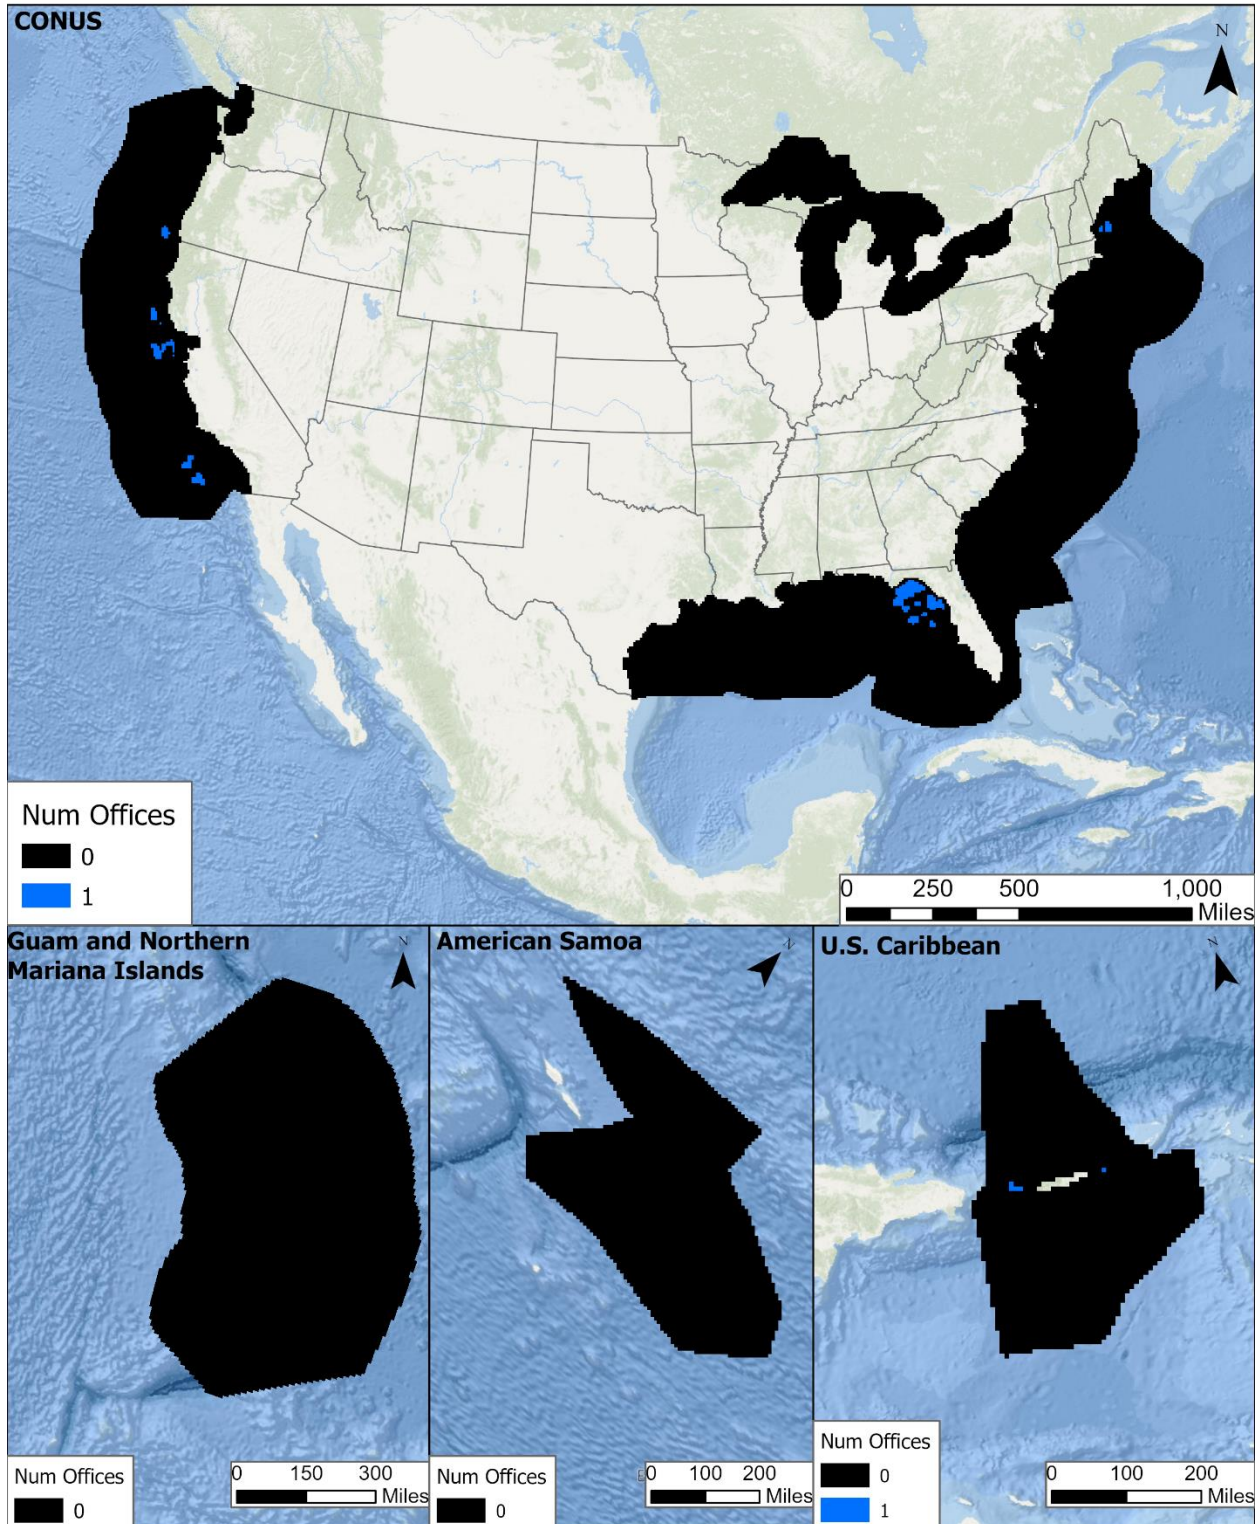 CONUS
N
Num Offices
0
1
0 250 500 1,000
Miles
Guam and Northern
Mariana Islands
N
Num Offices
0
0 150 300
Miles
American Samoa
N
Num Offices
0
0 100 200
Miles
U.S. Caribbean
N
Num Offices
0
1
0 100 200
Miles